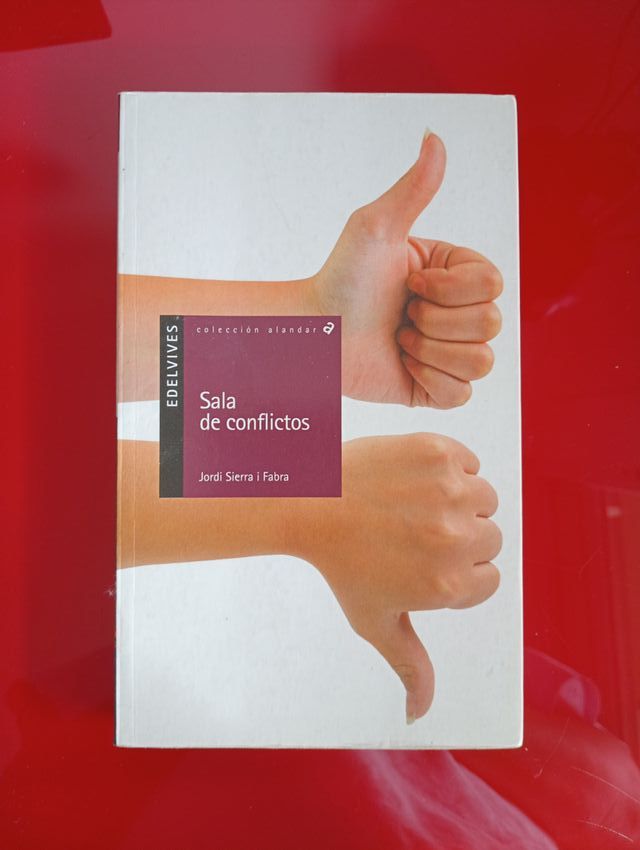 EDELVIVES
colección alandar a
Sala
de conflictos
Jordi Sierra i Fabra